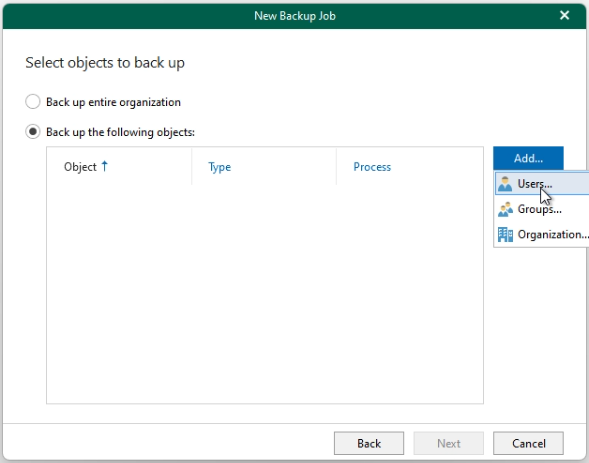 New Backup Job
Select objects to back up
Back up entire organization
Back up the following objects:
Object Type Process
Add...
Users...
Groups...
Organization...
Back Next Cancel